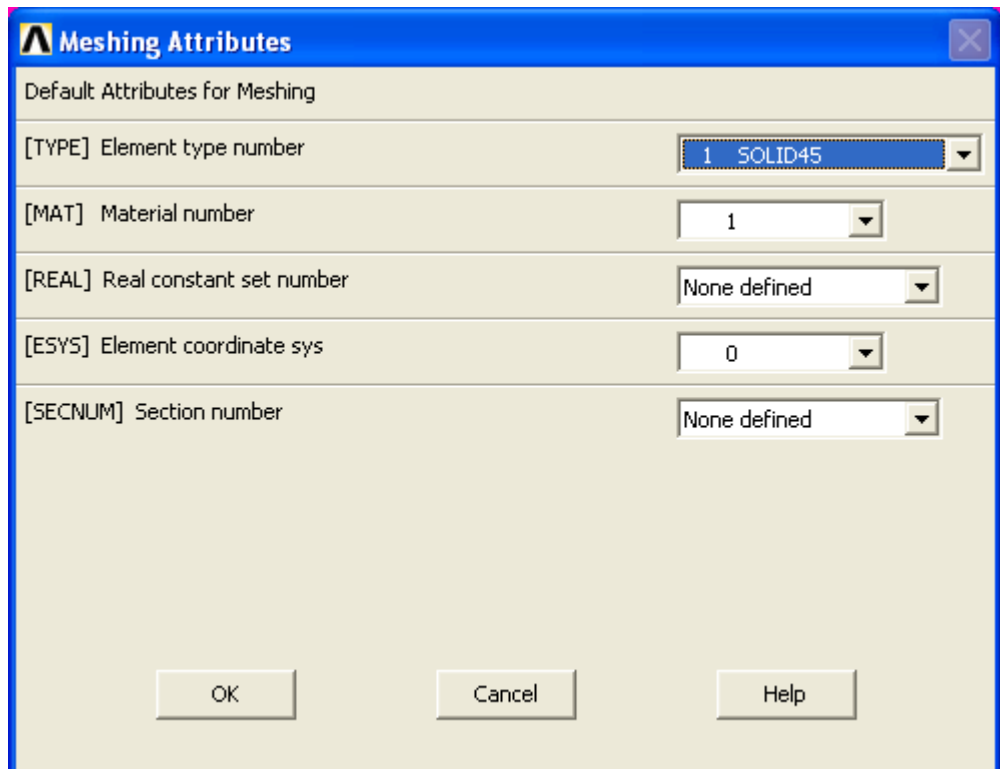 Meshing Attributes
Default Attributes for Meshing
[TYPE] Element type number
1 SOLID45
[MAT] Material number
1
[REAL] Real constant set number
None defined
[ESYS] Element coordinate sys
0
[SECNUM] Section number
None defined
OK Cancel Help